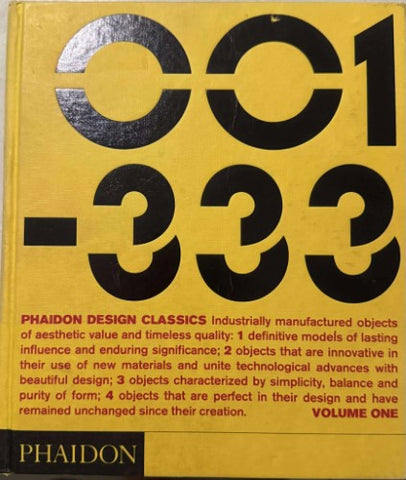 001
-333
PHAIDON DESIGN CLASSICS Industrially manufactured objects
of aesthetic value and timeless quality: 1 definitive models of lasting
influence and enduring significance; 2 objects that are innovative in
their use of new materials and unite technological advances with
beautiful design; 3 objects characterized by simplicity, balance and
purity of form; 4 objects that are perfect in their design and have
remained unchanged since their creation. VOLUME ONE
PHAIDON